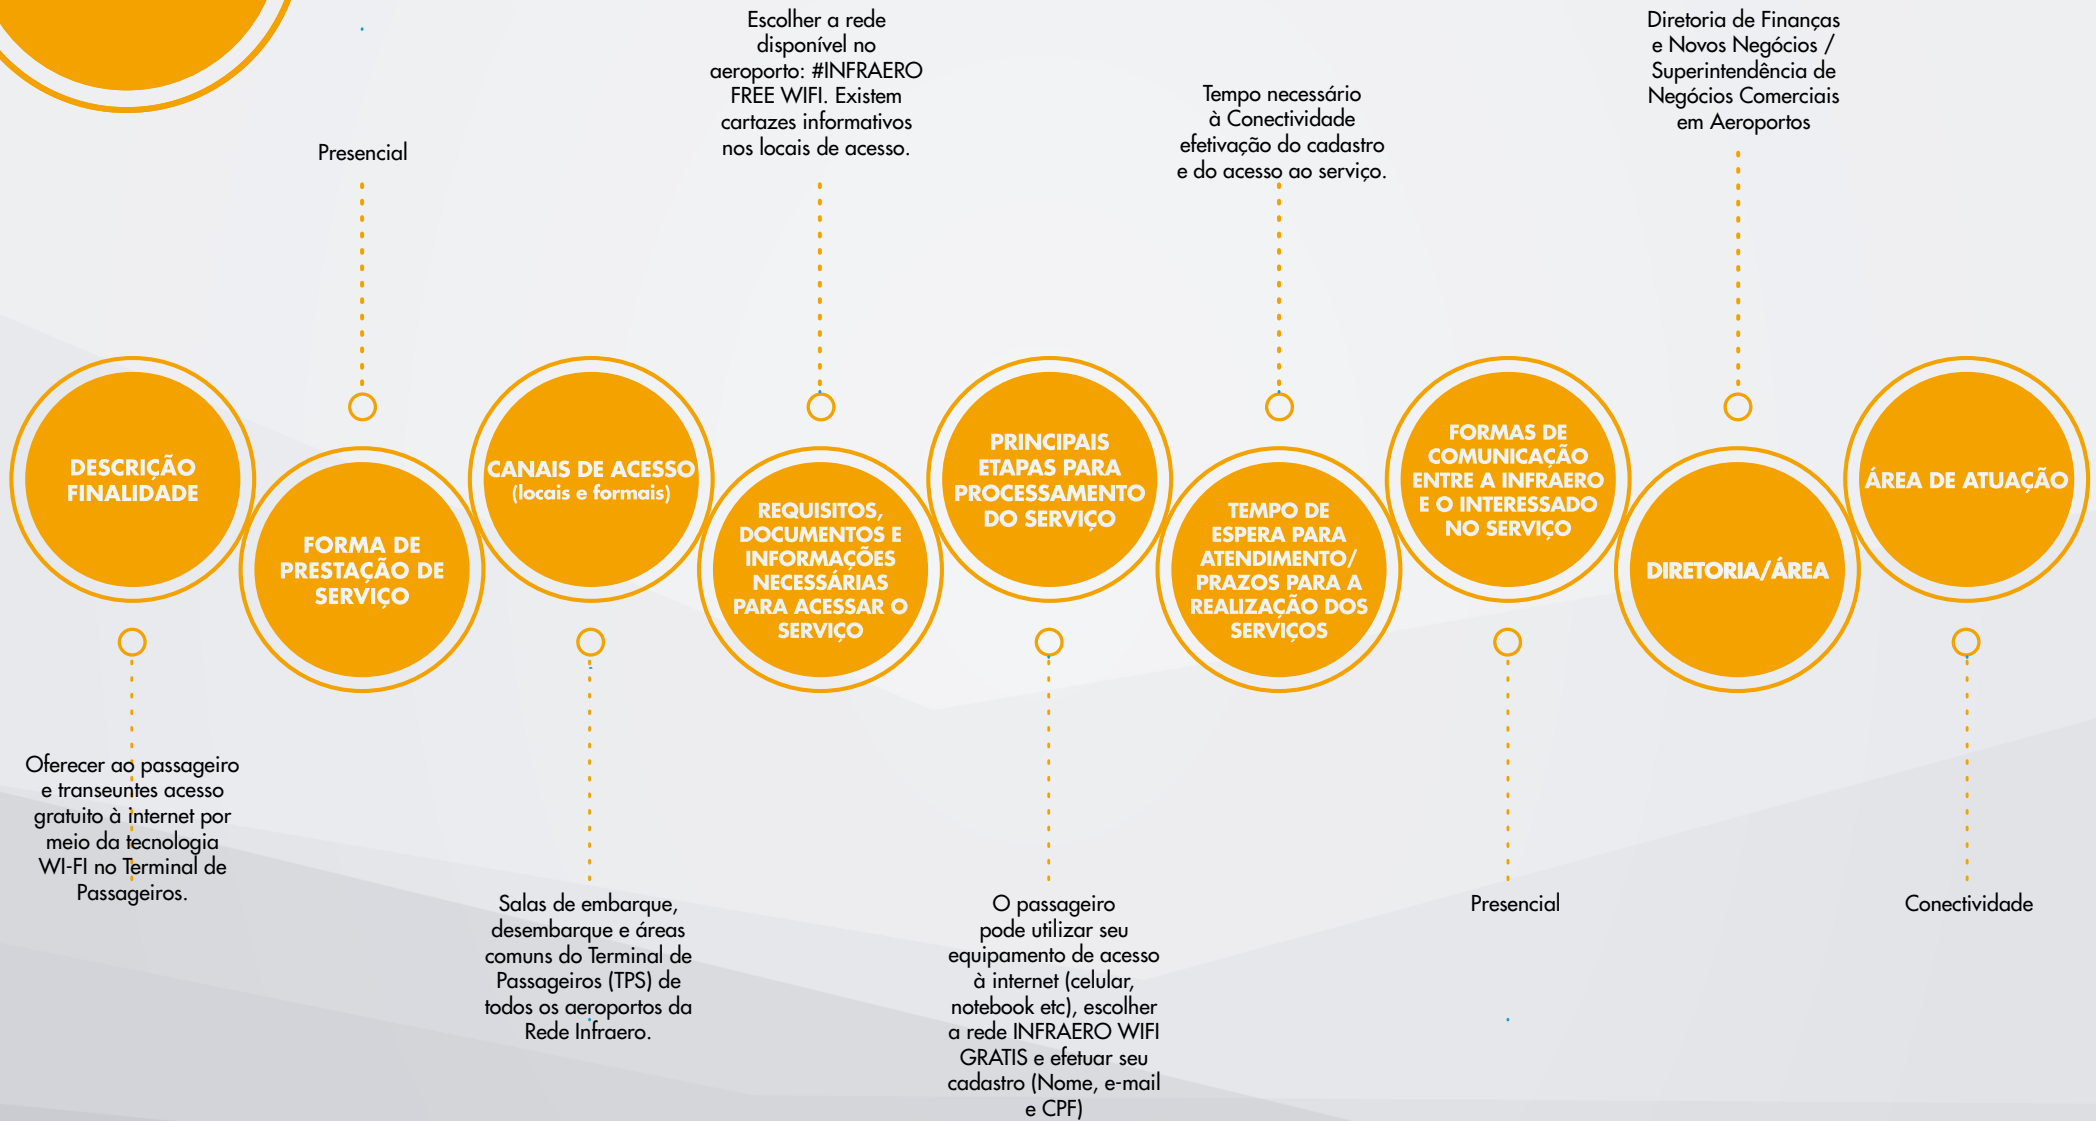 DESCRIÇÃO
FINALIDADE
Oferecer ao passageiro
e transeuntes acesso
gratuito à internet por
meio da tecnologia
WI-FI no Terminal de
Passageiros.
FORMA DE
PRESTAÇÃO DE
SERVIÇO
Presencial
CANAIS DE ACESSO
(locais e formais)
Salas de embarque,
desembarque e áreas
comuns do Terminal de
Passageiros (TPS) de
todos os aeroportos da
Rede Infraero.
REQUISITOS,
DOCUMENTOS E
INFORMAÇÕES
NECESSÁRIAS
PARA ACESSAR O
SERVIÇO
Escolher a rede
disponível no
aeroporto: #INFRAERO
FREE WIFI. Existem
cartazes informativos
nos locais de acesso.
PRINCIPAIS
ETAPAS PARA
PROCESSAMENTO
DO SERVIÇO
O passageiro
pode utilizar seu
equipamento de acesso
à internet (celular,
notebook etc), escolher
a rede INFRAERO WIFI
GRATIS e efetuar seu
cadastro (Nome, e-mail
e CPF)
TEMPO DE
ESPERA PARA
ATENDIMENTO/
PRAZOS PARA A
REALIZAÇÃO DOS
SERVIÇOS
Tempo necessário
à Conectividade
efetivação do cadastro
e do acesso ao serviço.
FORMAS DE
COMUNICAÇÃO
ENTRE A INFRAERO
E O INTERESSADO
NO SERVIÇO
Presencial
DIRETORIA/ÁREA
Diretoria de Finanças
e Novos Negócios /
Superintendência de
Negócios Comerciais
em Aeroportos
ÁREA DE ATUAÇÃO
Conectividade